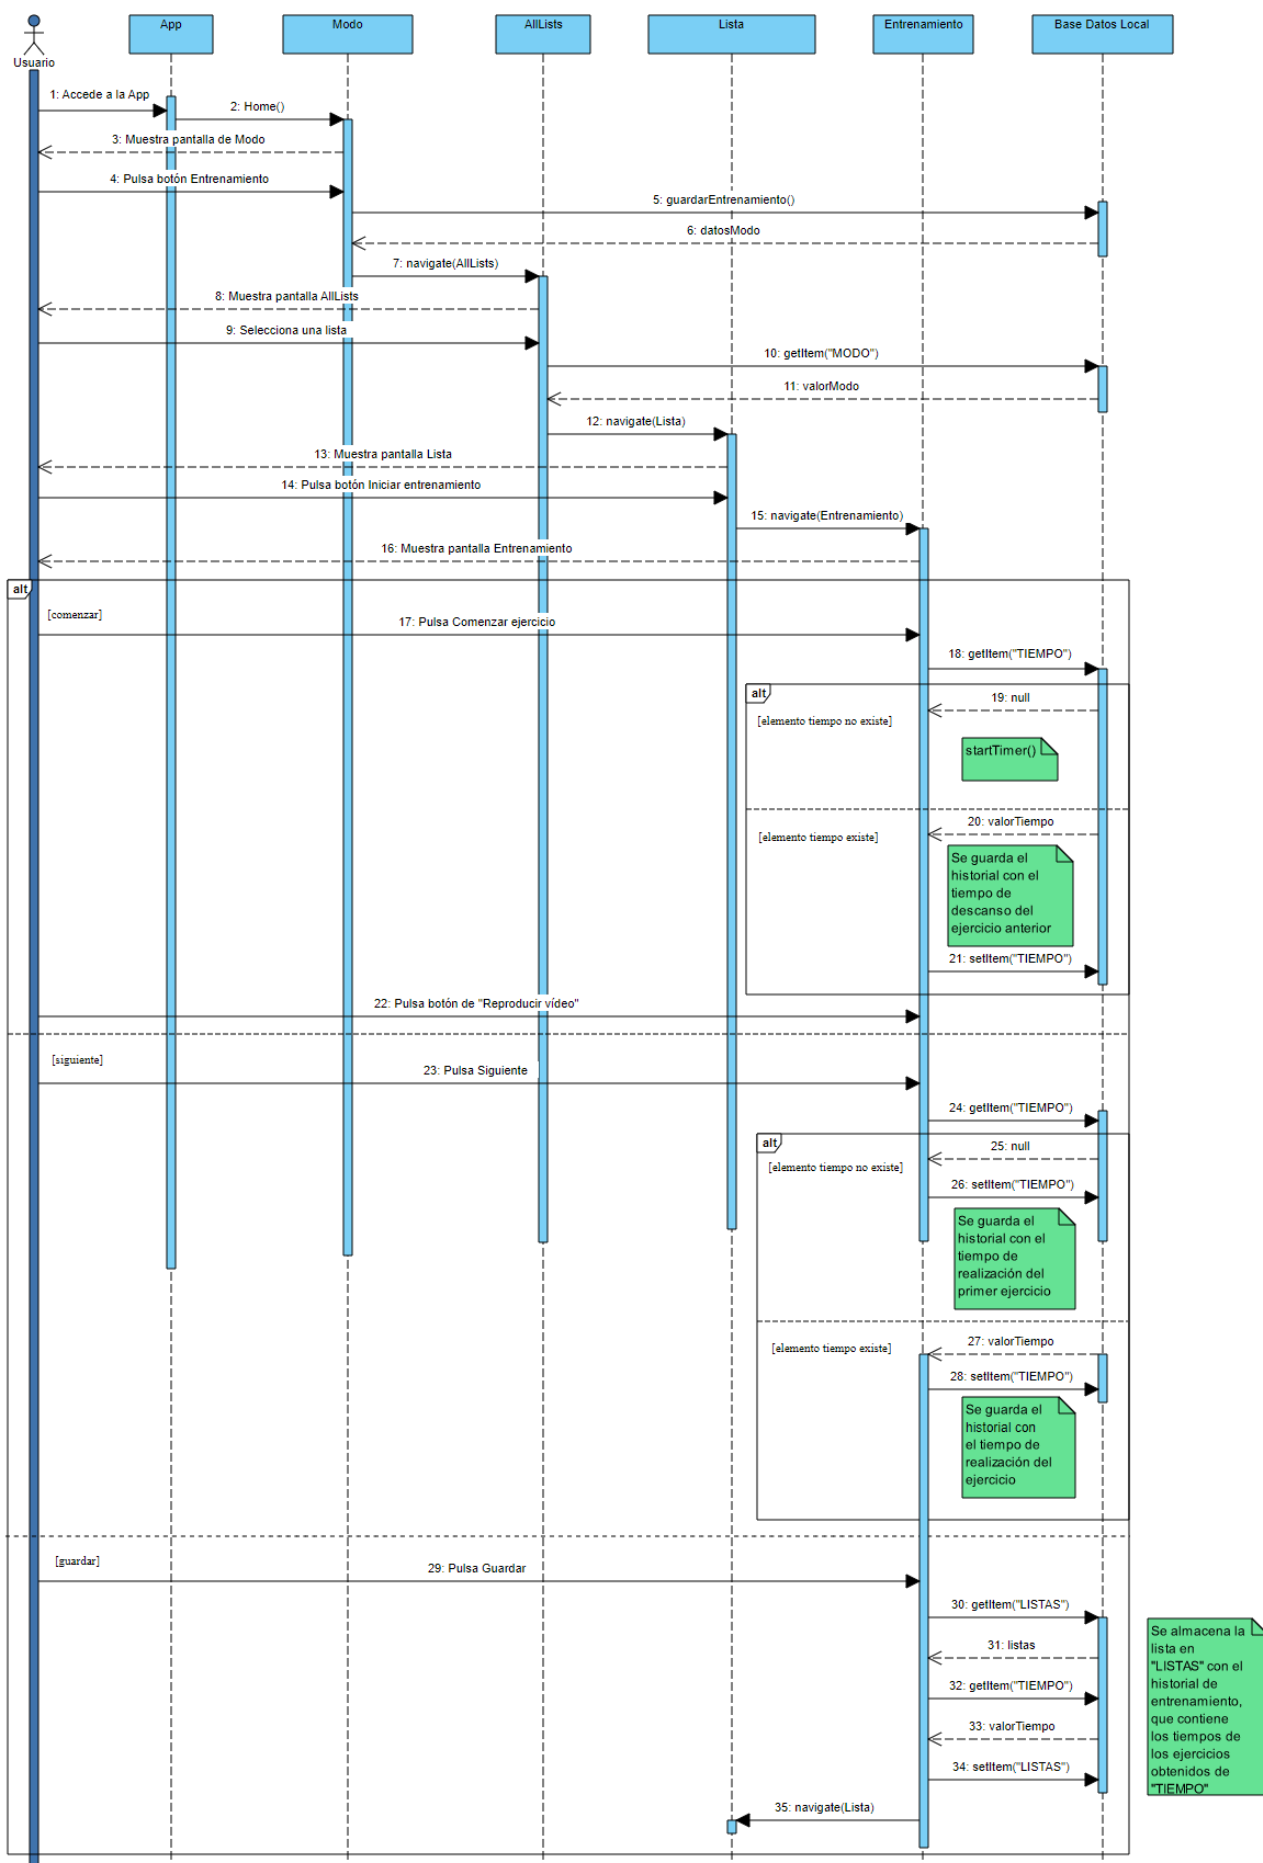 Usuario
App
Modo
AllLists
Lista
Entrenamiento
Base Datos Local
1: Accede a la App
2: Home()
3: Muestra pantalla de Modo
4: Pulsa botón Entrenamiento
5: guardarEntrenamiento()
6: datosModo
7: navigate(AllLists)
8: Muestra pantalla AllLists
9: Selecciona una lista
10: getItem("MODO")
11: valorModo
12: navigate(Lista)
13: Muestra pantalla Lista
14: Pulsa botón Iniciar entrenamiento
15: navigate(Entrenamiento)
16: Muestra pantalla Entrenamiento
alt
[comenzar]
17: Pulsa Comenzar ejercicio
18: getItem("TIEMPO")
alt
19: null
[elemento tiempo no existe]
startTimer()
20: valorTiempo
[elemento tiempo existe]
Se guarda el
historial con el
tiempo de
descanso del
ejercicio anterior
21: setItem("TIEMPO")
22: Pulsa botón de "Reproducir vídeo"
[siguiente]
23: Pulsa Siguiente
24: getItem("TIEMPO")
alt
25: null
[elemento tiempo no existe]
26: setItem("TIEMPO")
Se guarda el
historial con el
tiempo de
realización del
primer ejercicio
27: valorTiempo
[elemento tiempo existe]
28: setItem("TIEMPO")
Se guarda el
historial con
el tiempo de
realización del
ejercicio
[guardar]
29: Pulsa Guardar
30: getItem("LISTAS")
31: listas
32: getItem("TIEMPO")
33: valorTiempo
34: setItem("LISTAS")
35: navigate(Lista)
Se almacena la
lista en
"LISTAS" con el
historial de
entrenamiento,
que contiene
los tiempos de
los ejercicios
obtenidos de
"TIEMPO"